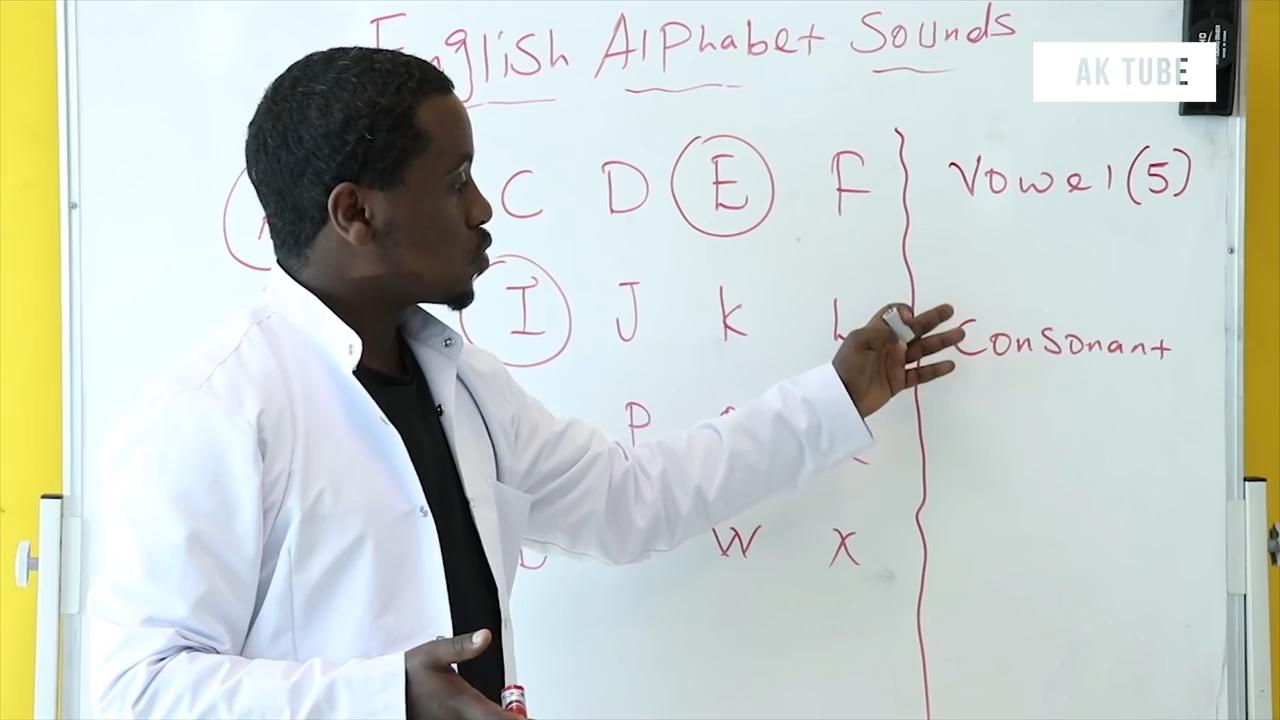 English Alphabet Sounds
AK TUBE
C D E F
Vowel (5)
I J K L
Consonant
P
W X